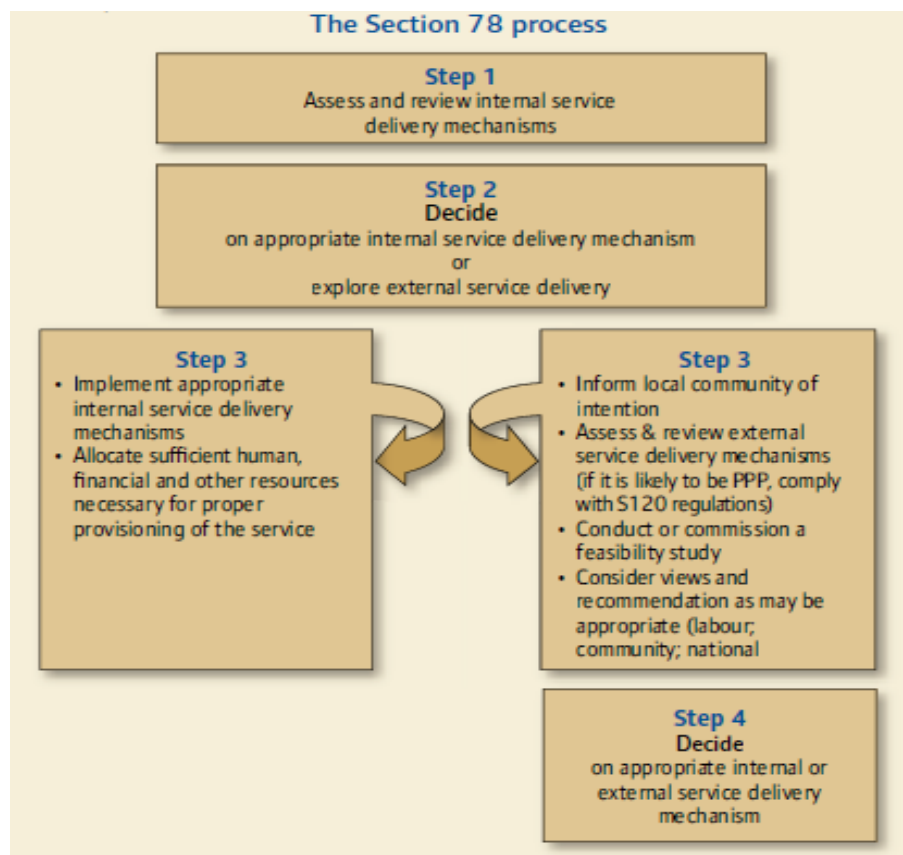 The Section 78 process
Step 1
Assess and review internal service
delivery mechanisms
Step 2
Decide
on appropriate internal service delivery mechanism
or
explore external service delivery
Step 3
• Implement appropriate
internal service delivery
mechanisms
• Allocate sufficient human,
financial and other resources
necessary for proper
provisioning of the service
Step 3
• Inform local community of
intention
• Assess & review external
service delivery mechanisms
(if it is likely to be PPP, comply
with S120 regulations)
• Conduct or commission a
feasibility study
• Consider views and
recommendation as may be
appropriate (labour;
community; national
Step 4
Decide
on appropriate internal or
external service delivery
mechanism